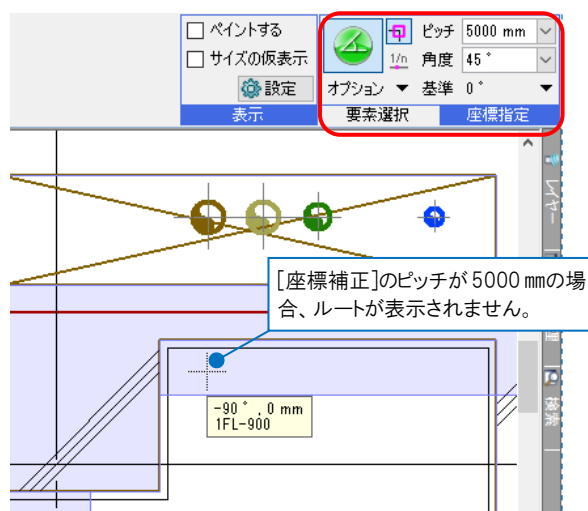 ペイントする
サイズの仮表示
設定
表示
1/n
オプション ▼
要素選択
ピッチ 5000 mm
角度 45 °
基準 0 ° ▼
座標指定
レイヤー
[座標補正]のピッチが5000㎜の場
合、ルートが表示されません。
検索
-90 ° , 0 mm
1FL-900